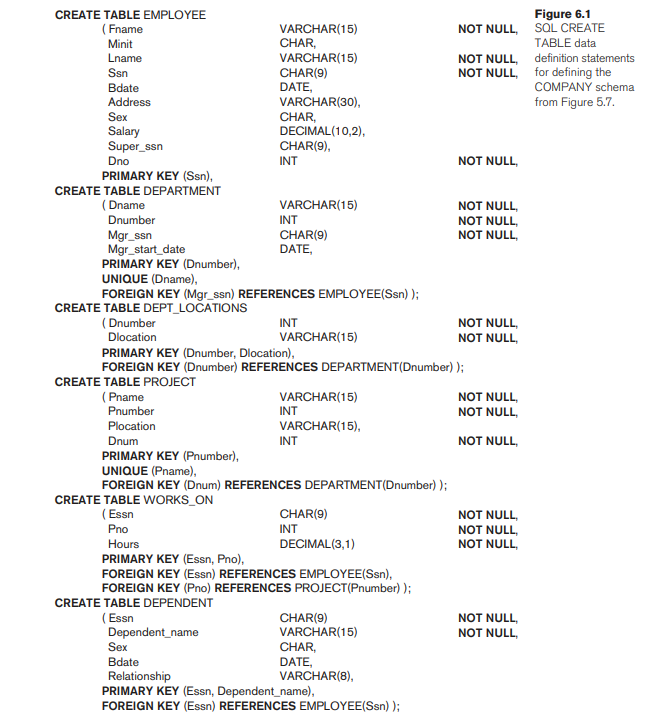 CREATE TABLE EMPLOYEE
( Fname VARCHAR(15) NOT NULL,
Minit CHAR,
Lname VARCHAR(15) NOT NULL,
Ssn CHAR(9) NOT NULL,
Bdate DATE,
Address VARCHAR(30),
Sex CHAR,
Salary DECIMAL(10,2),
Super_ssn CHAR(9),
Dno INT NOT NULL,
PRIMARY KEY (Ssn),
CREATE TABLE DEPARTMENT
( Dname VARCHAR(15) NOT NULL,
Dnumber INT NOT NULL,
Mgr_ssn CHAR(9) NOT NULL,
Mgr_start_date DATE,
PRIMARY KEY (Dnumber),
UNIQUE (Dname),
FOREIGN KEY (Mgr_ssn) REFERENCES EMPLOYEE(Ssn) );
CREATE TABLE DEPT_LOCATIONS
( Dnumber INT NOT NULL,
Dlocation VARCHAR(15) NOT NULL,
PRIMARY KEY (Dnumber, Dlocation),
FOREIGN KEY (Dnumber) REFERENCES DEPARTMENT(Dnumber) );
CREATE TABLE PROJECT
( Pname VARCHAR(15) NOT NULL,
Pnumber INT NOT NULL,
Plocation VARCHAR(15),
Dnum INT NOT NULL,
PRIMARY KEY (Pnumber),
UNIQUE (Pname),
FOREIGN KEY (Dnum) REFERENCES DEPARTMENT(Dnumber) );
CREATE TABLE WORKS_ON
( Essn CHAR(9) NOT NULL,
Pno INT NOT NULL,
Hours DECIMAL(3,1) NOT NULL,
PRIMARY KEY (Essn, Pno),
FOREIGN KEY (Essn) REFERENCES EMPLOYEE(Ssn),
FOREIGN KEY (Pno) REFERENCES PROJECT(Pnumber) );
CREATE TABLE DEPENDENT
( Essn CHAR(9) NOT NULL,
Dependent_name VARCHAR(15) NOT NULL,
Sex CHAR,
Bdate DATE,
Relationship VARCHAR(8),
PRIMARY KEY (Essn, Dependent_name),
FOREIGN KEY (Essn) REFERENCES EMPLOYEE(Ssn) );
Figure 6.1
SQL CREATE
TABLE data
definition statements
for defining the
COMPANY schema
from Figure 5.7.